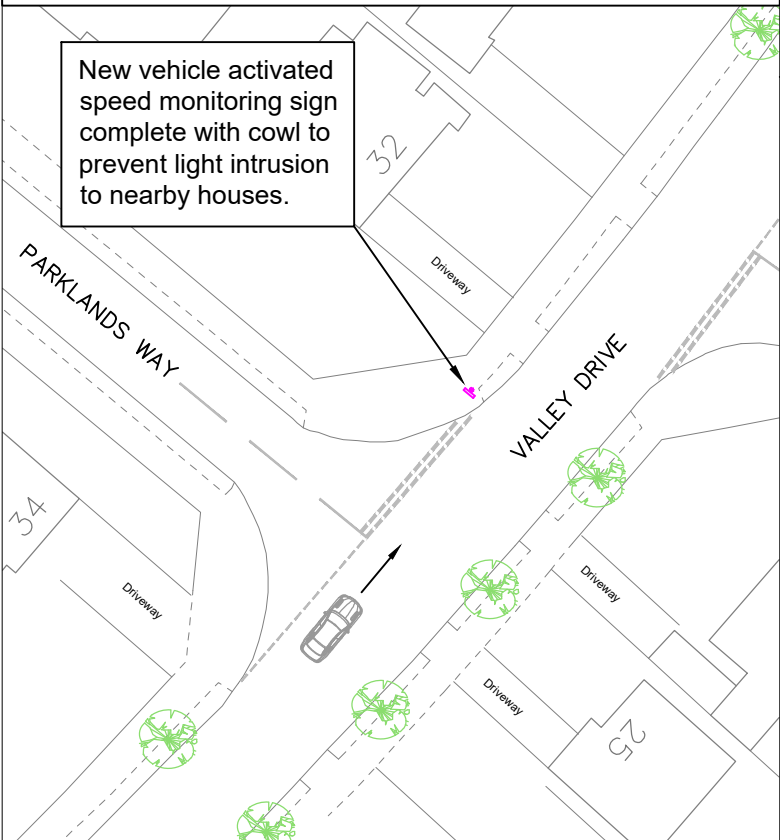 New vehicle activated
speed monitoring sign
complete with cowl to
prevent light intrusion
to nearby houses.
32
Driveway
PARKLANDS WAY
VALLEY DRIVE
34
Driveway
Driveway
Driveway
25